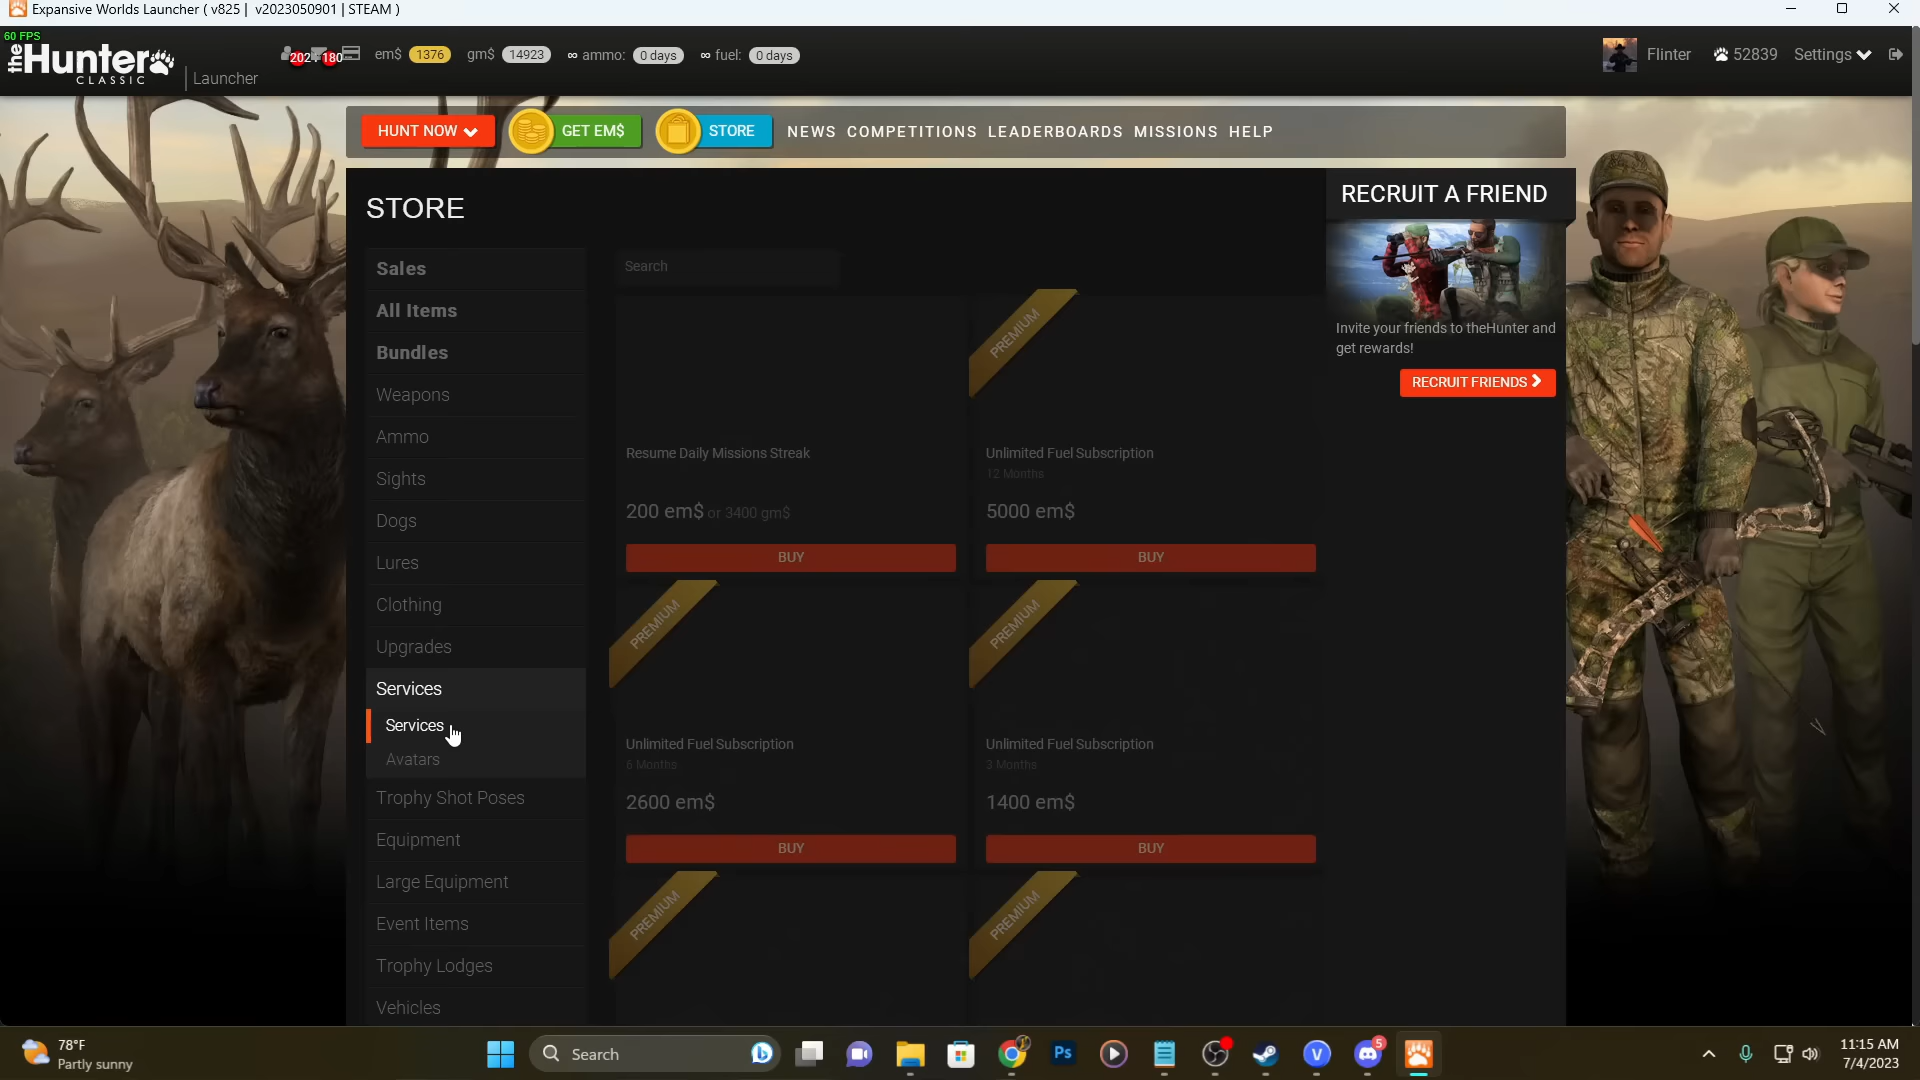 Expansive Worlds Launcher ( v825 | v2023050901 | STEAM )
60 FPS
theHunter CLASSIC Launcher
202 180 em$ 1376 gm$ 14923 ∞ ammo: 0 days ∞ fuel: 0 days
Flinter 52839 Settings
HUNT NOW GET EM$ STORE NEWS COMPETITIONS LEADERBOARDS MISSIONS HELP
STORE
Sales
All Items
Bundles
Weapons
Ammo
Sights
Dogs
Lures
Clothing
Upgrades
Services
Services
Avatars
Trophy Shot Poses
Equipment
Large Equipment
Event Items
Trophy Lodges
Vehicles
Search
Resume Daily Missions Streak
200 em$ or 3400 gm$
BUY
PREMIUM
Unlimited Fuel Subscription
12 Months
5000 em$
BUY
PREMIUM
Unlimited Fuel Subscription
6 Months
2600 em$
BUY
PREMIUM
Unlimited Fuel Subscription
3 Months
1400 em$
BUY
PREMIUM
PREMIUM
RECRUIT A FRIEND
Invite your friends to theHunter and
get rewards!
RECRUIT FRIENDS
78°F
Partly sunny
Search
Ps
V
5
11:15 AM
7/4/2023